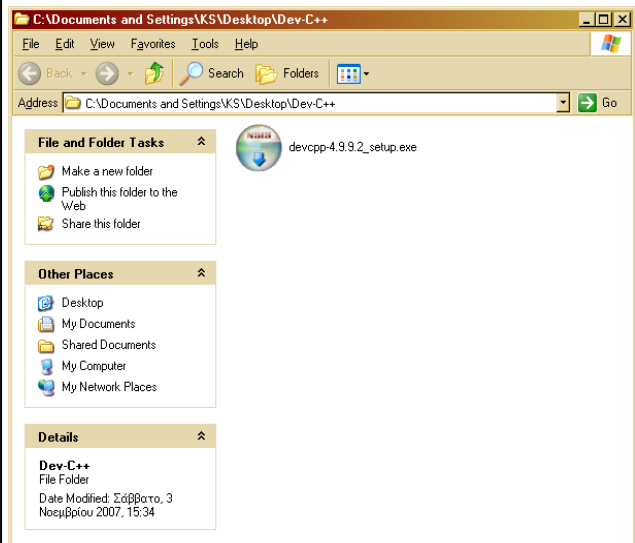 C:\Documents and Settings\KS\Desktop\Dev-C++
File Edit View Favorites Tools Help
Back Search Folders
Address C:\Documents and Settings\KS\Desktop\Dev-C++ Go
File and Folder Tasks
Make a new folder
Publish this folder to the
Web
Share this folder
Other Places
Desktop
My Documents
Shared Documents
My Computer
My Network Places
Details
Dev-C++
File Folder
Date Modified: Σάββατο, 3
Νοεμβρίου 2007, 15:34
NSIS
devcpp-4.9.9.2_setup.exe